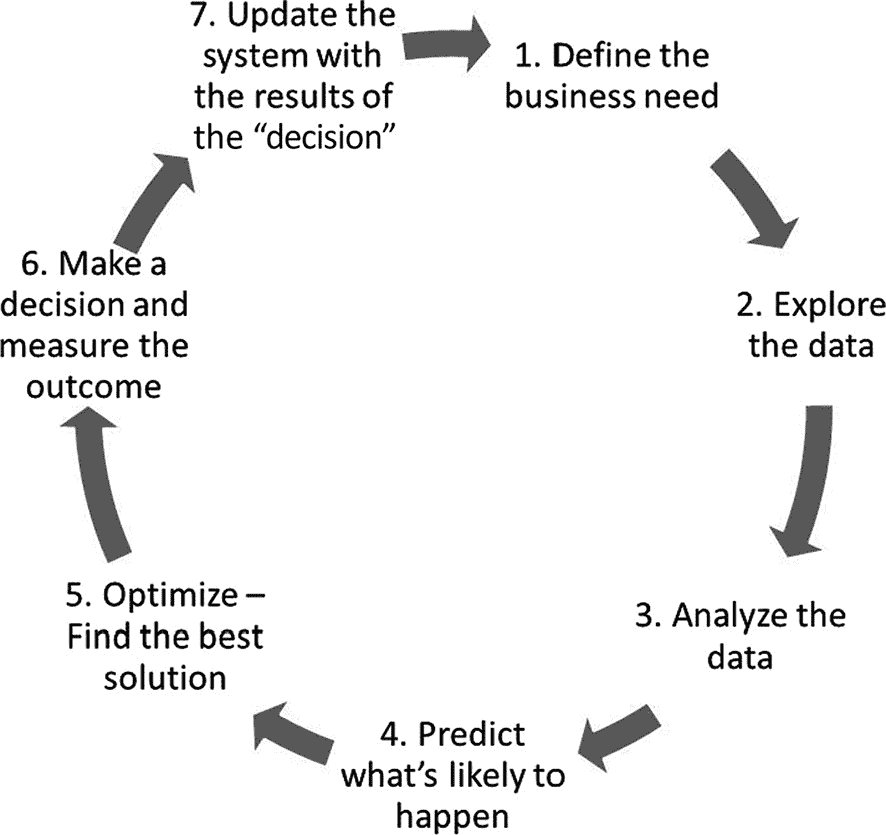 7. Update the
system with
the results of
the “decision”
1. Define the
business need
2. Explore
the data
3. Analyze the
data
4. Predict
what’s likely to
happen
5. Optimize –
Find the best
solution
6. Make a
decision and
measure the
outcome